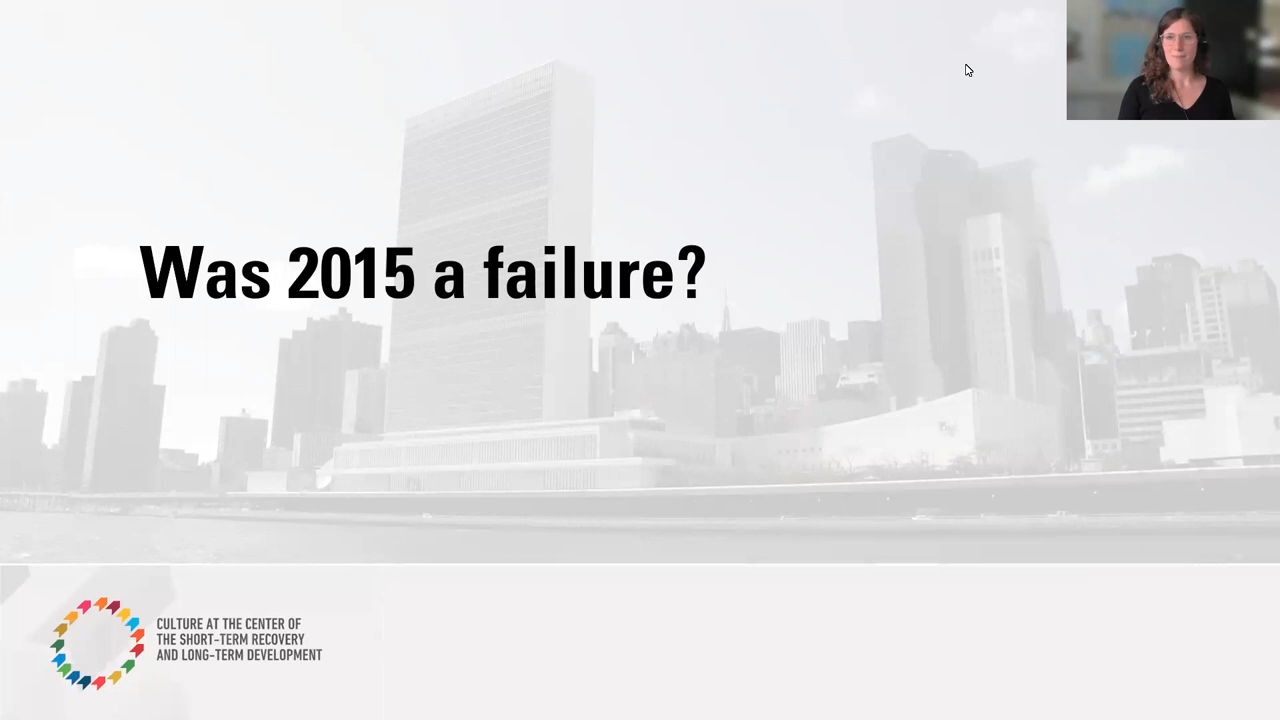 Was 2015 a failure?
CULTURE AT THE CENTER OF
THE SHORT-TERM RECOVERY
AND LONG-TERM DEVELOPMENT